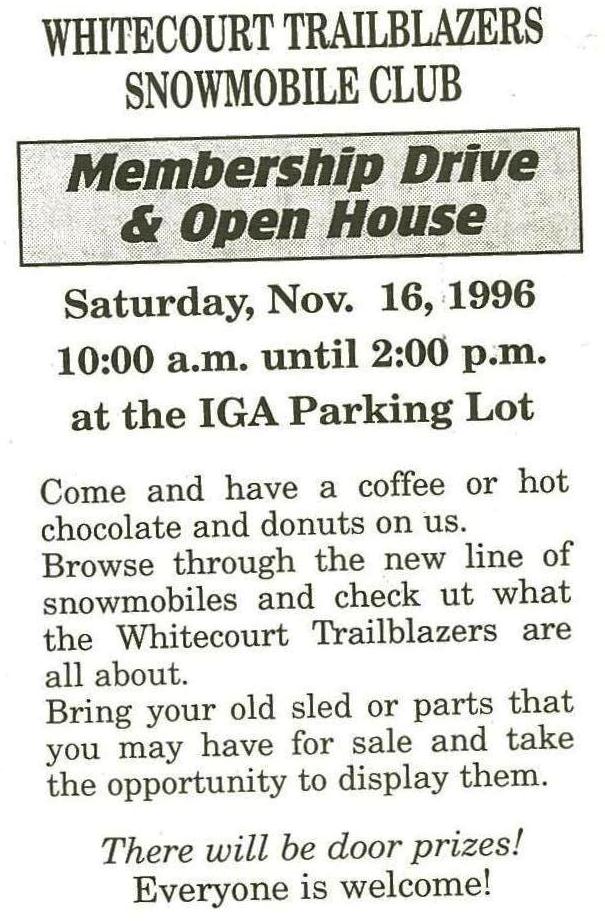 WHITECOURT TRAILBLAZERS
SNOWMOBILE CLUB
Membership Drive
& Open House
Saturday, Nov. 16, 1996
10:00 a.m. until 2:00 p.m.
at the IGA Parking Lot
Come and have a coffee or hot
chocolate and donuts on us.
Browse through the new line of
snowmobiles and check ut what
the Whitecourt Trailblazers are
all about.
Bring your old sled or parts that
you may have for sale and take
the opportunity to display them.
There will be door prizes!
Everyone is welcome!